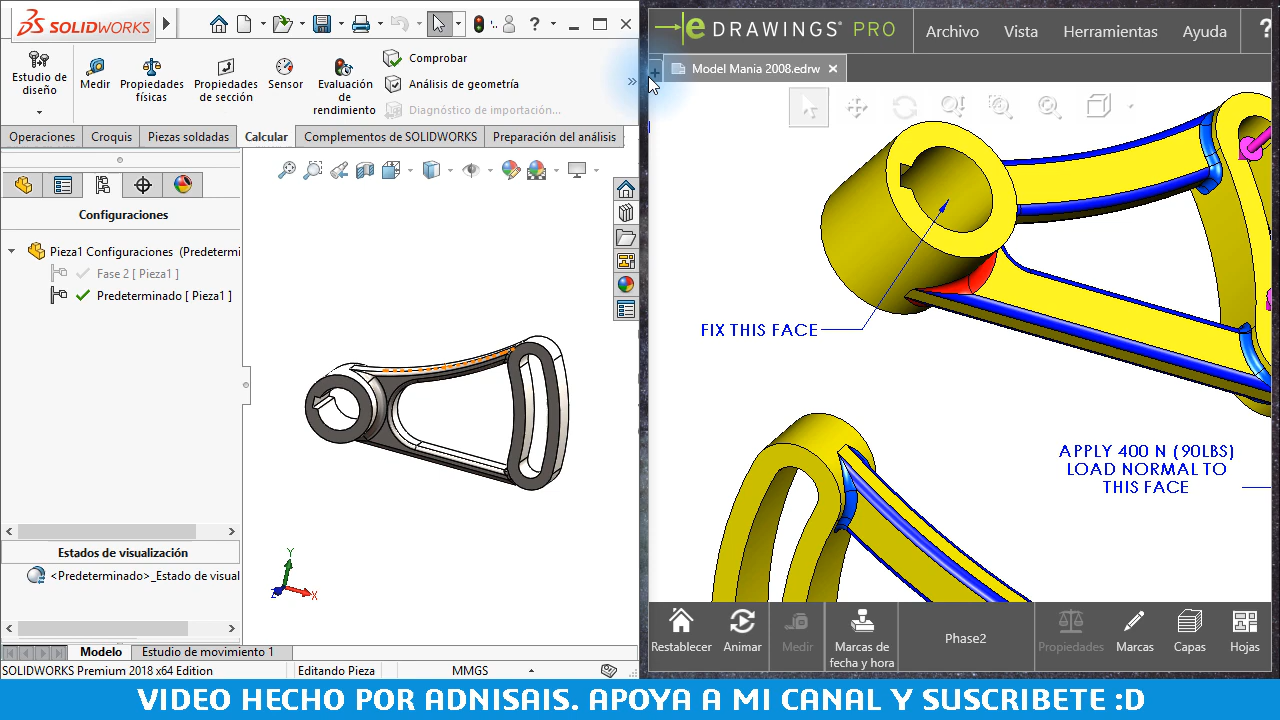 SOLIDWORKS
Estudio de
diseño
Medir
Propiedades
físicas
Propiedades
de sección
Sensor
Evaluación
de
rendimiento
Comprobar
Análisis de geometría
Diagnóstico de importación...
Operaciones
Croquis
Piezas soldadas
Calcular
Complementos de SOLIDWORKS
Preparación del análisis
Configuraciones
Pieza1 Configuraciones (Predetermi
Fase 2 [ Pieza1 ]
Predeterminado [ Pieza1 ]
Estados de visualización
<Predeterminado>_Estado de visual
Y
X
Z
Modelo
Estudio de movimiento 1
SOLIDWORKS Premium 2018 x64 Edition
Editando Pieza
MMGS
e DRAWINGS® PRO
Archivo
Vista
Herramientas
Ayuda
?
Model Mania 2008.edrw
FIX THIS FACE
APPLY 400 N (90LBS)
LOAD NORMAL TO
THIS FACE
Restablecer
Animar
Medir
Marcas de
fecha y hora
Phase2
Propiedades
Marcas
Capas
Hojas
VIDEO HECHO POR ADNISAIS. APOYA A MI CANAL Y SUSCRIBETE :D